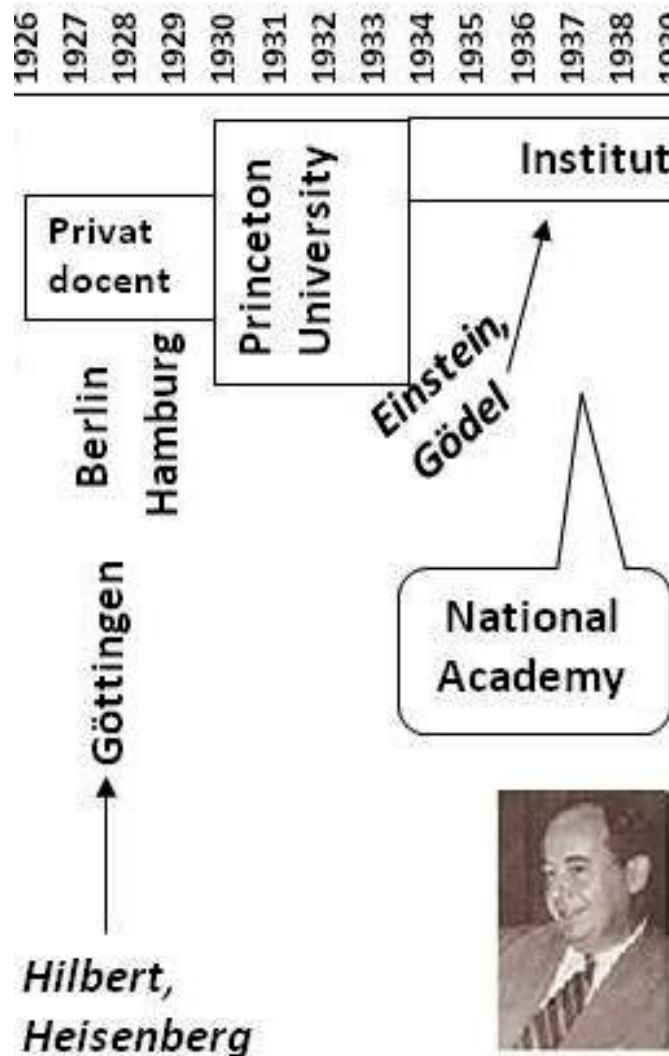 1926
1927
1928
1929
1930
1931
1932
1933
1934
1935
1936
1937
1938
Privat
docent
Princeton
University
Institut
Berlin
Hamburg
Göttingen
Einstein,
Gödel
National
Academy
Hilbert,
Heisenberg